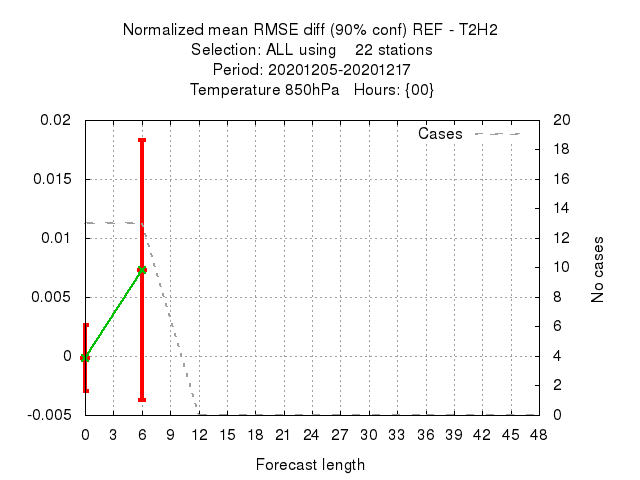 Normalized mean RMSE diff (90% conf) REF - T2H2
Selection: ALL using    22 stations
Period: 20201205-20201217
Temperature 850hPa   Hours: {00}
Cases
0.02
0.015
0.01
0.005
0
-0.005
20
18
16
14
12
10
8
6
4
2
0
No cases
0 3 6 9 12 15 18 21 24 27 30 33 36 39 42 45 48
Forecast length